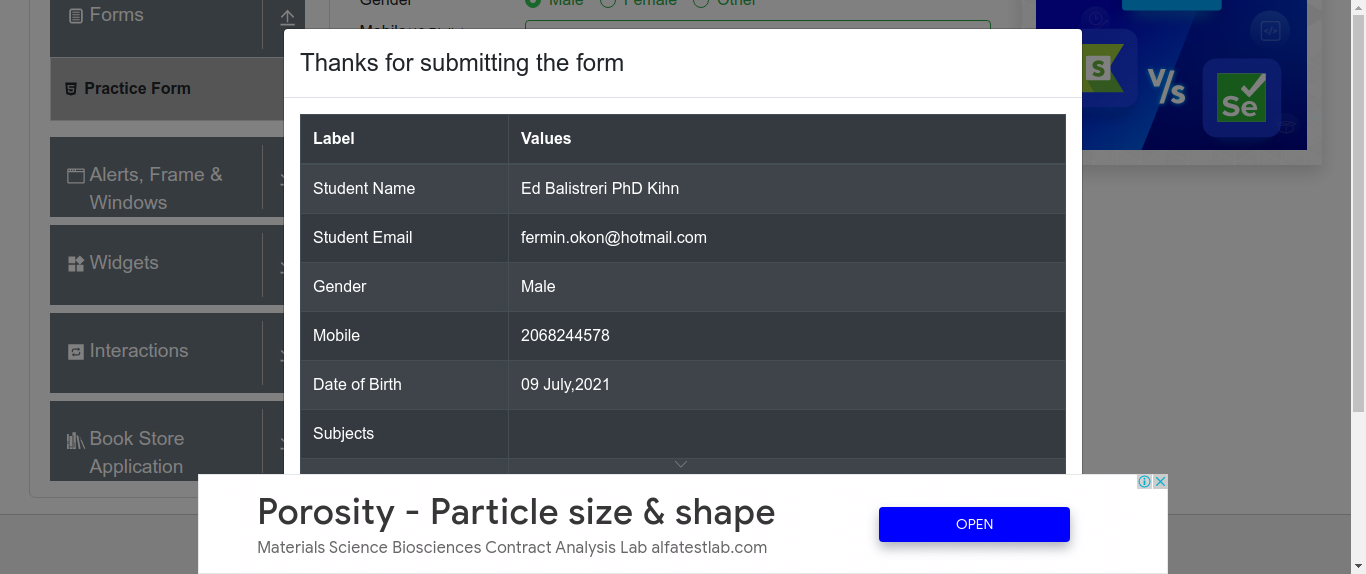 Forms
Gender Male Female Other
Thanks for submitting the form
Practice Form
Label Values
Student Name Ed Balistreri PhD Kihn
Student Email fermin.okon@hotmail.com
Gender Male
Mobile 2068244578
Date of Birth 09 July,2021
Subjects
Alerts, Frame &
Windows
Widgets
Interactions
Book Store
Application
S
V/s
Se
Porosity - Particle size & shape
Materials Science Biosciences Contract Analysis Lab alfatestlab.com
OPEN